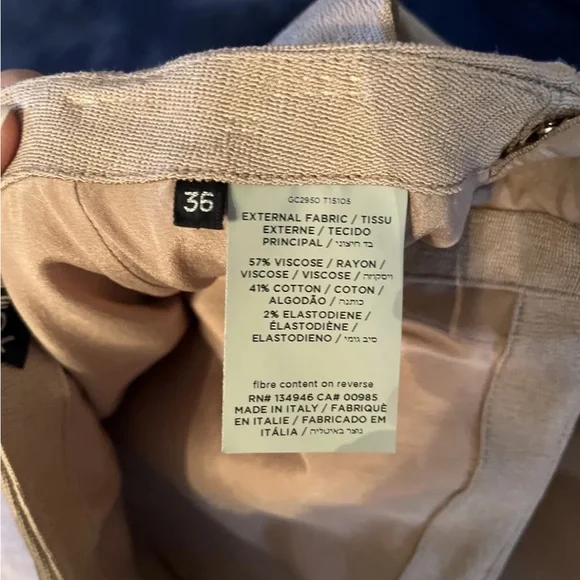 36
GC2950 T15105
EXTERNAL FABRIC / TISSU
EXTERNE / TECIDO
PRINCIPAL / בד חיצוני
57% VISCOSE / RAYON /
VISCOSE / VISCOSE / ויסקוזה
41% COTTON / COTON /
ALGODÃO / כותנה
2% ELASTODIENE /
ÉLASTODIÈNE /
ELASTODIENO / סיב גומי
fibre content on reverse
RN# 134946 CA# 00985
MADE IN ITALY / FABRIQUÉ
EN ITALIE / FABRICADO EM
ITÁLIA / נוצר באיטליה